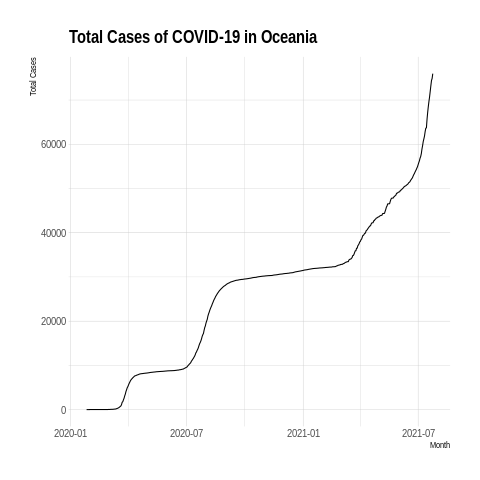 Total Cases of COVID-19 in Oceania
Total Cases
60000
40000
20000
0
2020-01
2020-07
2021-01
2021-07
Month